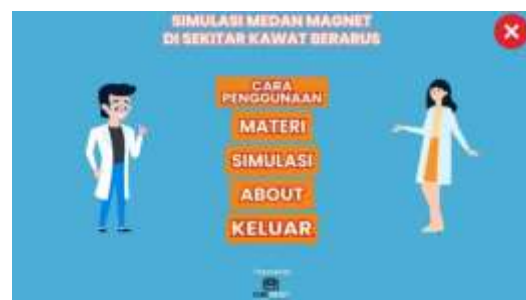 SIMULASI MEDAN MAGNET
DI SEKITAR KAWAT BERARUS
CARA
PENGGUNAAN
MATERI
SIMULASI
ABOUT
KELUAR